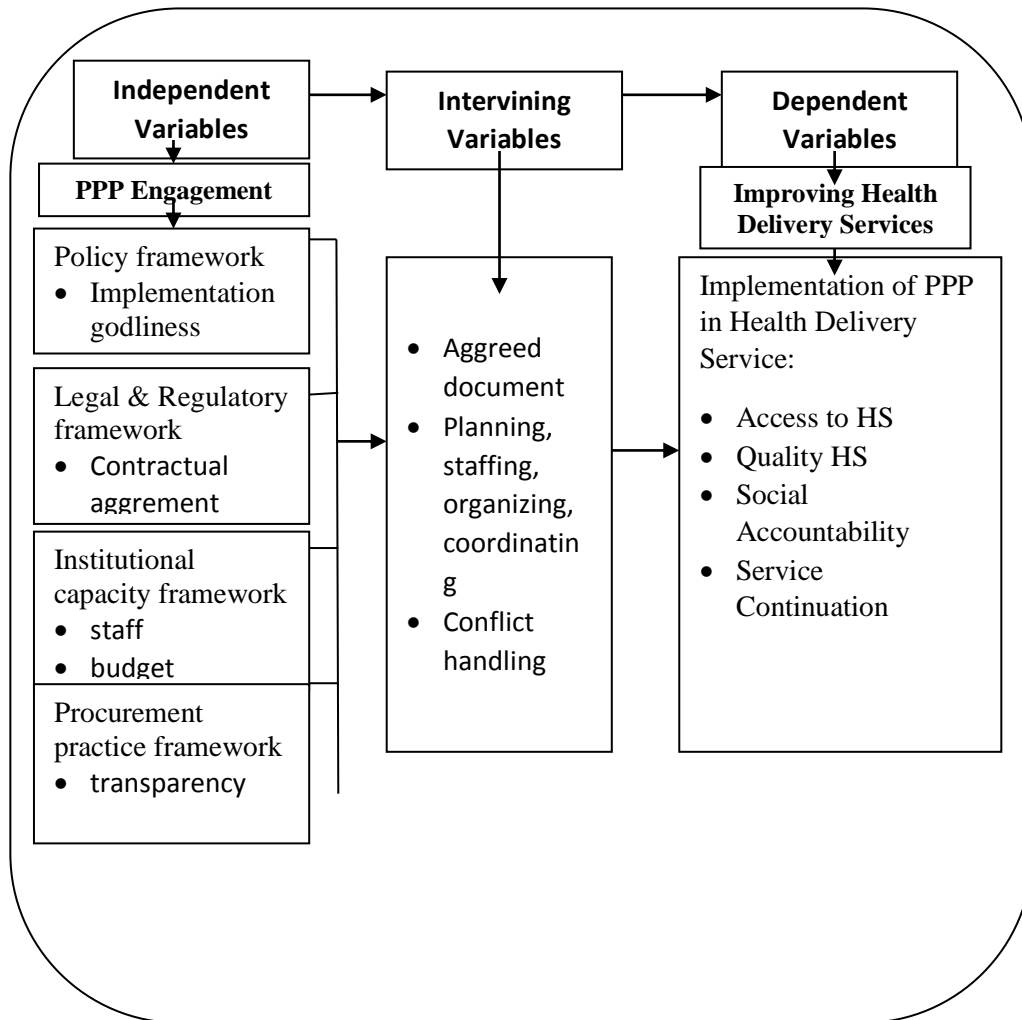 Independent
Variables
Intervining
Variables
Dependent
Variables
PPP Engagement
Improving Health
Delivery Services
Policy framework
• Implementation
godliness
Legal & Regulatory
framework
• Contractual
aggrement
Institutional
capacity framework
• staff
• budget
Procurement
practice framework
• transparency
• Aggreed
document
• Planning,
staffing,
organizing,
coordinatin
g
• Conflict
handling
Implementation of PPP
in Health Delivery
Service:
• Access to HS
• Quality HS
• Social
Accountability
• Service
Continuation